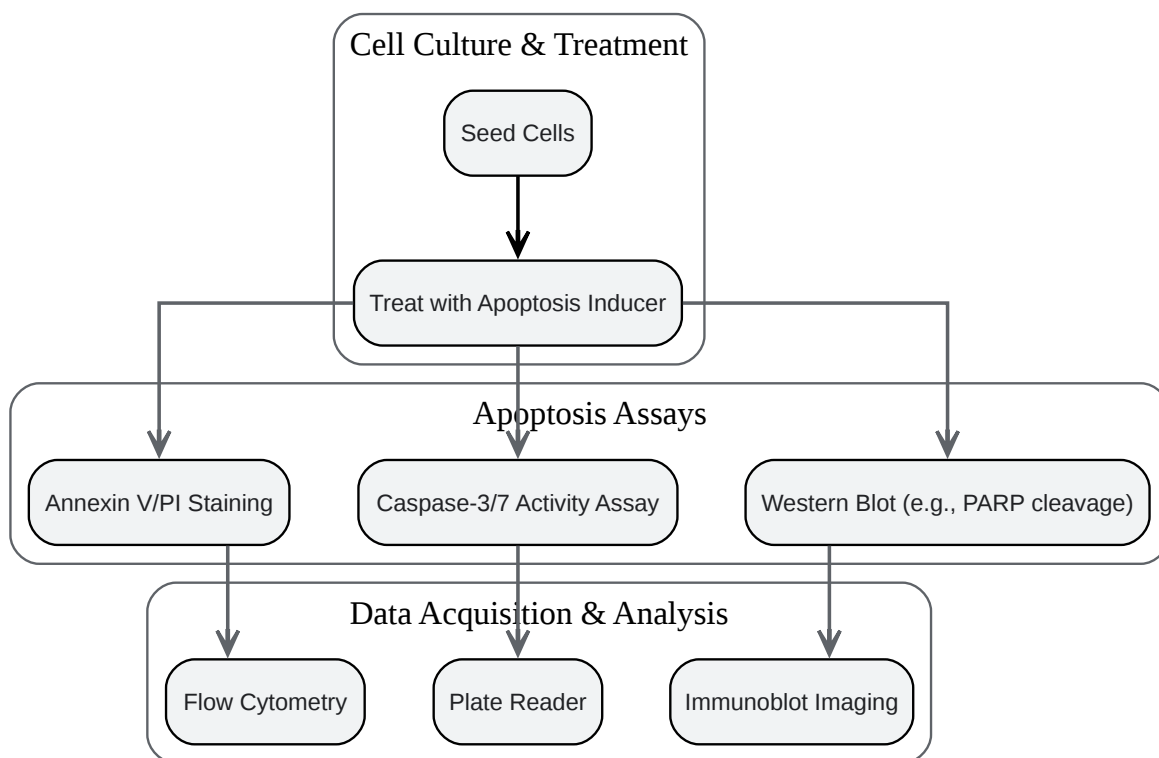 Cell Culture & Treatment
Seed Cells
Treat with Apoptosis Inducer
Apoptosis Assays
Annexin V/PI Staining
Caspase-3/7 Activity Assay
Western Blot (e.g., PARP cleavage)
Data Acquisition & Analysis
Flow Cytometry
Plate Reader
Immunoblot Imaging